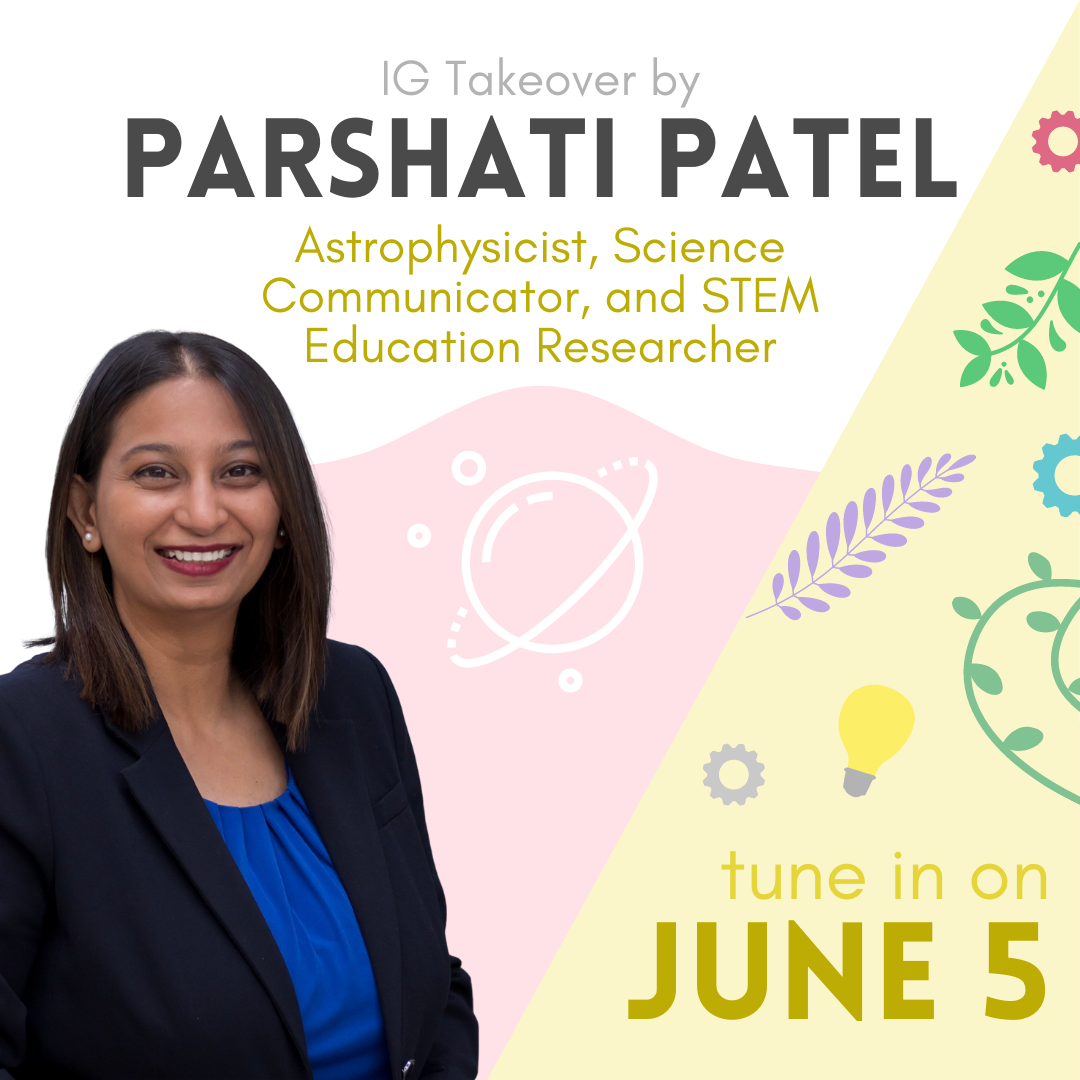 IG Takeover by
PARSHATI PATEL
Astrophysicist, Science
Communicator, and STEM
Education Researcher
tune in on
JUNE 5